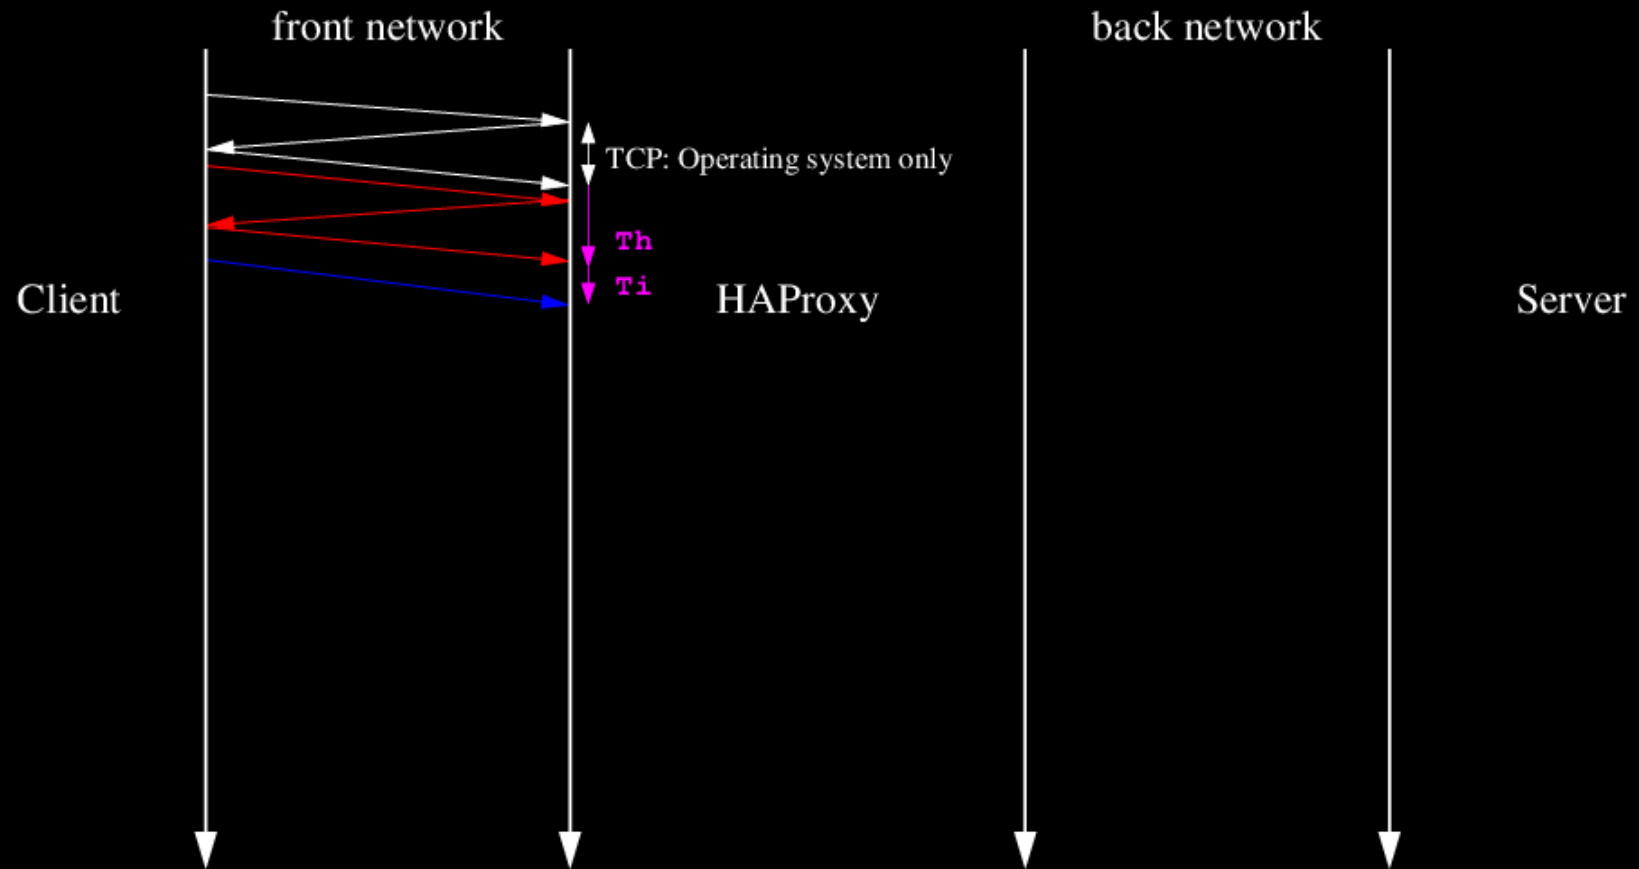 front network
back network
TCP: Operating system only
Th
Ti
Client
HAProxy
Server